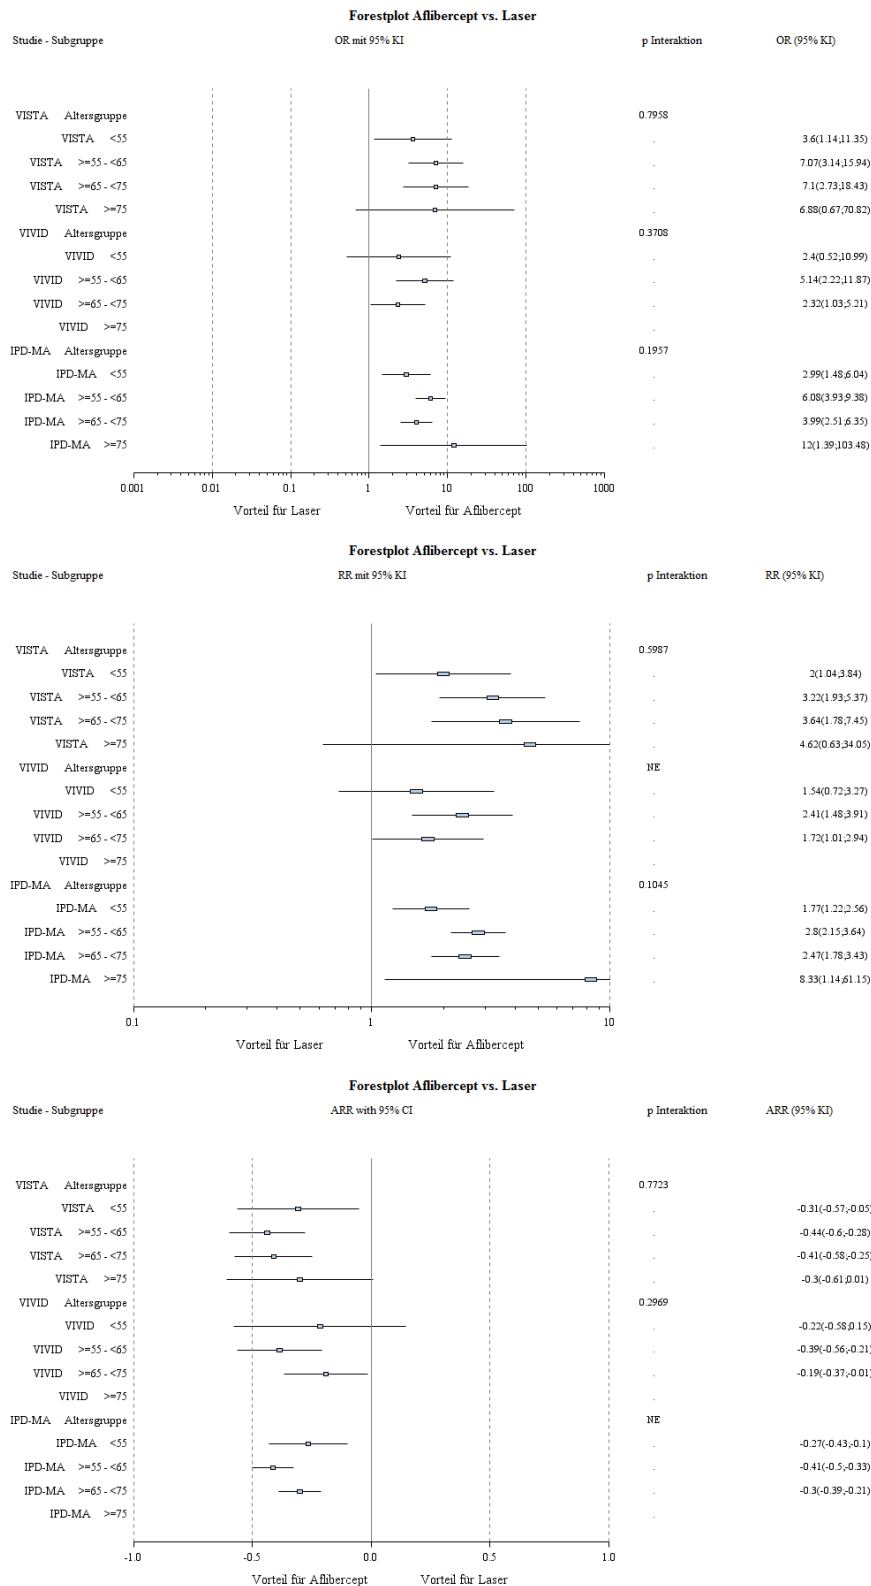 Forestplot Aflibercept vs. Laser
Studie - Subgruppe OR mit 95% KI p Interaktion OR (95% KI)
VISTA Altersgruppe 0.7958
VISTA <55 . 3.6(1.14;11.35)
VISTA >=55 - <65 . 7.07(3.14;15.94)
VISTA >=65 - <75 . 7.1(2.73;18.43)
VISTA >=75 . 6.88(0.67;70.82)
VIVID Altersgruppe 0.3708
VIVID <55 . 2.4(0.52;10.99)
VIVID >=55 - <65 . 5.14(2.22;11.87)
VIVID >=65 - <75 . 2.32(1.03;5.21)
VIVID >=75 .
IPD-MA Altersgruppe 0.1957
IPD-MA <55 . 2.99(1.48;6.04)
IPD-MA >=55 - <65 . 6.08(3.93;9.38)
IPD-MA >=65 - <75 . 3.99(2.51;6.35)
IPD-MA >=75 . 12(1.39;103.48)
0.001 0.01 0.1 1 10 100 1000
Vorteil für Laser Vorteil für Aflibercept
Forestplot Aflibercept vs. Laser
Studie - Subgruppe RR mit 95% KI p Interaktion RR (95% KI)
VISTA Altersgruppe 0.5987
VISTA <55 . 2(1.04;3.84)
VISTA >=55 - <65 . 3.22(1.93;5.37)
VISTA >=65 - <75 . 3.64(1.78;7.45)
VISTA >=75 . 4.62(0.63;34.05)
VIVID Altersgruppe NE
VIVID <55 . 1.54(0.72;3.27)
VIVID >=55 - <65 . 2.41(1.48;3.91)
VIVID >=65 - <75 . 1.72(1.01;2.94)
VIVID >=75 .
IPD-MA Altersgruppe 0.1045
IPD-MA <55 . 1.77(1.22;2.56)
IPD-MA >=55 - <65 . 2.8(2.15;3.64)
IPD-MA >=65 - <75 . 2.47(1.78;3.43)
IPD-MA >=75 . 8.33(1.14;61.15)
0.1 1 10
Vorteil für Laser Vorteil für Aflibercept
Forestplot Aflibercept vs. Laser
Studie - Subgruppe ARR with 95% CI p Interaktion ARR (95% KI)
VISTA Altersgruppe 0.7723
VISTA <55 . -0.31(-0.57;-0.05)
VISTA >=55 - <65 . -0.44(-0.6;-0.28)
VISTA >=65 - <75 . -0.41(-0.58;-0.25)
VISTA >=75 . -0.3(-0.61;0.01)
VIVID Altersgruppe 0.2969
VIVID <55 . -0.22(-0.58;0.15)
VIVID >=55 - <65 . -0.39(-0.56;-0.21)
VIVID >=65 - <75 . -0.19(-0.37;-0.01)
VIVID >=75 .
IPD-MA Altersgruppe NE
IPD-MA <55 . -0.27(-0.43;-0.1)
IPD-MA >=55 - <65 . -0.41(-0.5;-0.33)
IPD-MA >=65 - <75 . -0.3(-0.39;-0.21)
IPD-MA >=75 .
-1.0 -0.5 0.0 0.5 1.0
Vorteil für Aflibercept Vorteil für Laser